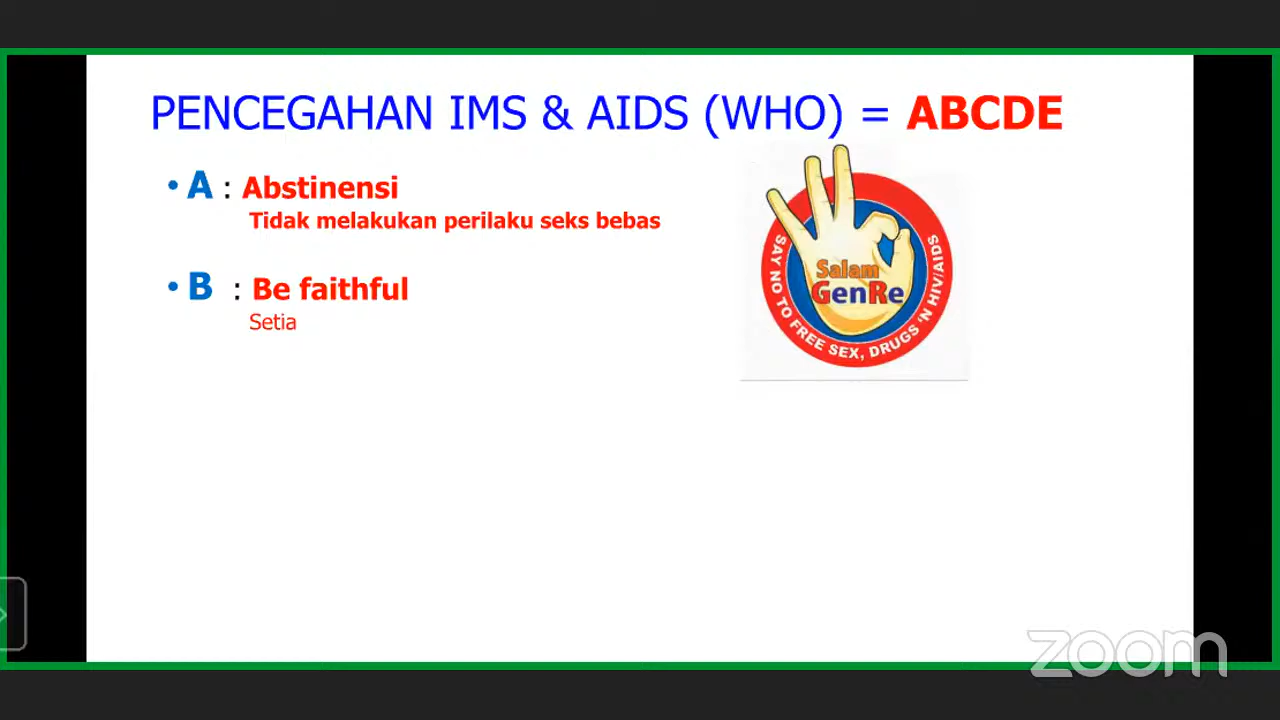 PENCEGAHAN IMS & AIDS (WHO) = ABCDE
• A : Abstinensi
Tidak melakukan perilaku seks bebas
• B : Be faithful
Setia
Salam
GenRe
SAY NO TO FREE SEX, DRUGS 'N HIV/AIDS
zoom